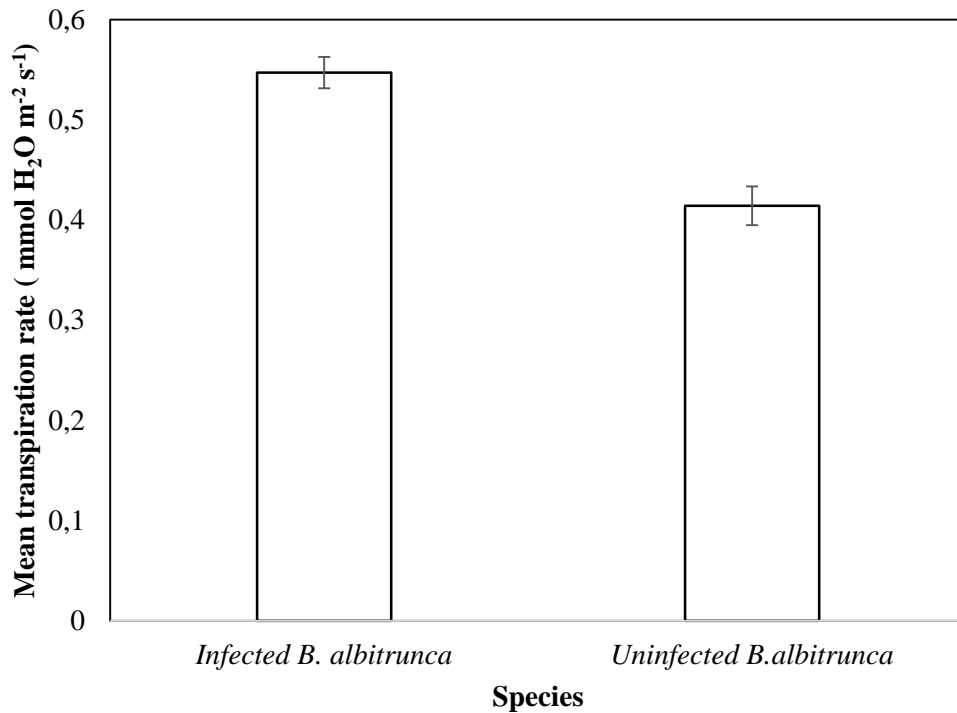 Mean transpiration rate ( mmol H₂O m⁻² s⁻¹)
0,6
0,5
0,4
0,3
0,2
0,1
0
Infected B. albitrunca Uninfected B.albitrunca
Species